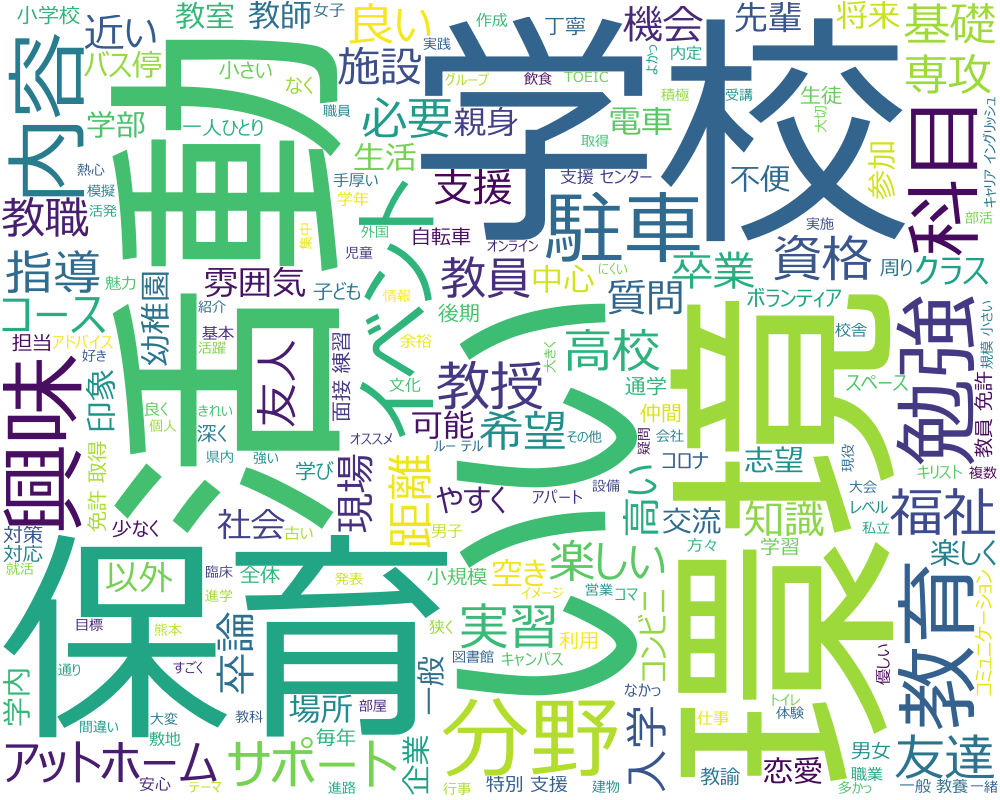 小学校
近い
教室
教師
女子
良い
作成
実践
丁寧
よかっ
機会
内定
先輩
将来
基礎
バス停
小さい
なく
施設
グループ
飲食
TOEIC
積極
受講
生徒
大切
専攻
内容
学部
一人ひとり
職員
必要
親身
電車
取得
キャリア イングリッシュ
熱心
模擬
活発
生活
手厚い
学年
支援
支援 センター
不便
参加
科目
部活
教職
活動
集中
外国
イベント
自転車
オンライン
学校
駐車
実施
指導
魅力
雰囲気
児童
子ども
教員
中心
にくい
卒業
資格
周り
クラス
コース
幼稚園
紹介
情報
後期
質問
ボランティア
担当
アドバイス
好き
基本
活躍
友人
面接 練習
余裕
大きく
高校
校舎
勉強
規模 小さい
興味
印象
良く
個人
きれい
深く
県内
強い
文化
教授
可能
希望
通学
仲間
スペース
教員 免許
オススメ
ルーテル
その他
疑問
会社
環境
現役
キリスト
複数
免許 取得
学び
現場
距離
やすく
アパート
設備
コロナ
志望
大会
レベル
私立
対策
対応
少なく
社会
古い
男子
いい
高い
交流
知識
福祉
就活
保育
以外
臨床
進学
全体
発表
小規模
空き
イメージ
楽しい
営業
コマ
方々
学習
楽しく
目標
熊本
卒論
狭く
実習
利用
コンビニ
優しい
教育
コミュニケーション
学内
通り
すごく
一般
図書館
キャンパス
なかっ
トイレ
体験
間違い
大変
敷地
教科
場所
部屋
毎年
分野
入学
仕事
男女
友達
アットホーム
安心
テーマ
サポート
進路
企業
行事
特別 支援
建物
教諭
恋愛
職業
多かっ
一般 教養
一緒